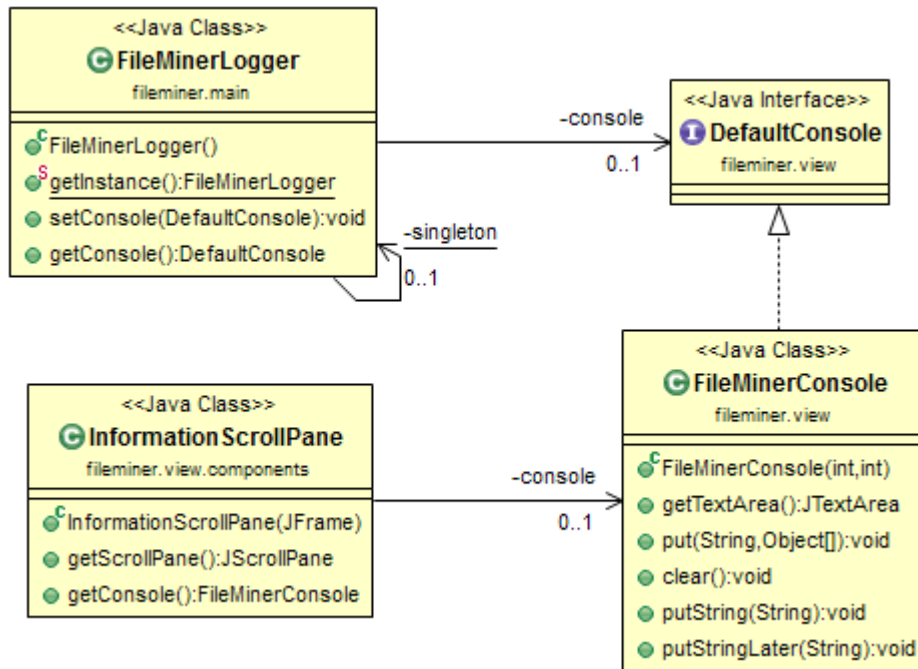 <<Java Class>>
FileMinerLogger
fileminer.main
FileMinerLogger()
getInstance():FileMinerLogger
setConsole(DefaultConsole):void
getConsole():DefaultConsole
-console
0..1
-singleton
0..1
<<Java Interface>>
DefaultConsole
fileminer.view
<<Java Class>>
InformationScrollPane
fileminer.view.components
InformationScrollPane(JFrame)
getScrollPane():JScrollPane
getConsole():FileMinerConsole
-console
0..1
<<Java Class>>
FileMinerConsole
fileminer.view
FileMinerConsole(int,int)
getTextArea():JTextArea
put(String,Object[]):void
clear():void
putString(String):void
putStringLater(String):void